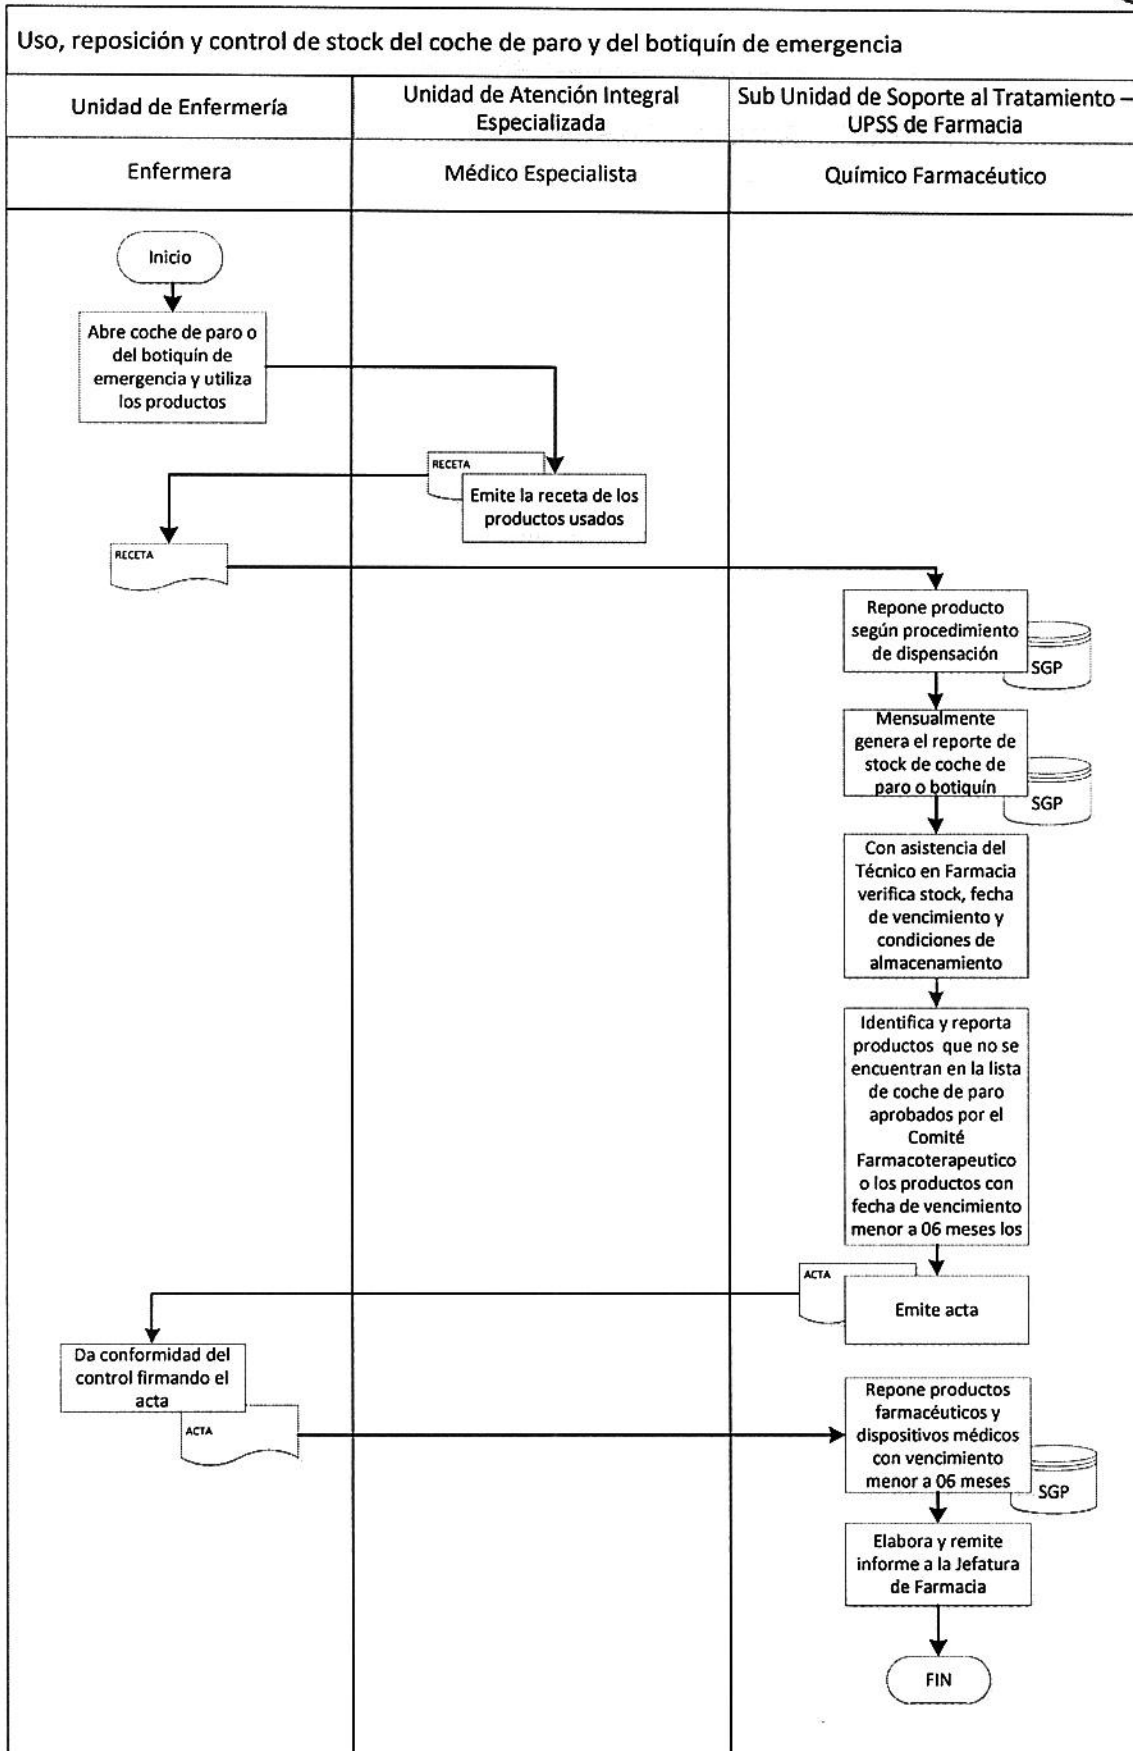 Uso, reposición y control de stock del coche de paro y del botiquín de emergencia
Unidad de Enfermería
Unidad de Atención Integral
Especializada
Sub Unidad de Soporte al Tratamiento –
UPSS de Farmacia
Enfermera
Médico Especialista
Químico Farmacéutico
Inicio
Abre coche de paro o
del botiquín de
emergencia y utiliza
los productos
RECETA
Emite la receta de los
productos usados
RECETA
Repone producto
según procedimiento
de dispensación
SGP
Mensualmente
genera el reporte de
stock de coche de
paro o botiquín
SGP
Con asistencia del
Técnico en Farmacia
verifica stock, fecha
de vencimiento y
condiciones de
almacenamiento
Identifica y reporta
productos que no se
encuentran en la lista
de coche de paro
aprobados por el
Comité
Farmacoterapeutico
o los productos con
fecha de vencimiento
menor a 06 meses los
ACTA
Emite acta
Da conformidad del
control firmando el
acta
ACTA
Repone productos
farmacéuticos y
dispositivos médicos
con vencimiento
menor a 06 meses
SGP
Elabora y remite
informe a la Jefatura
de Farmacia
FIN